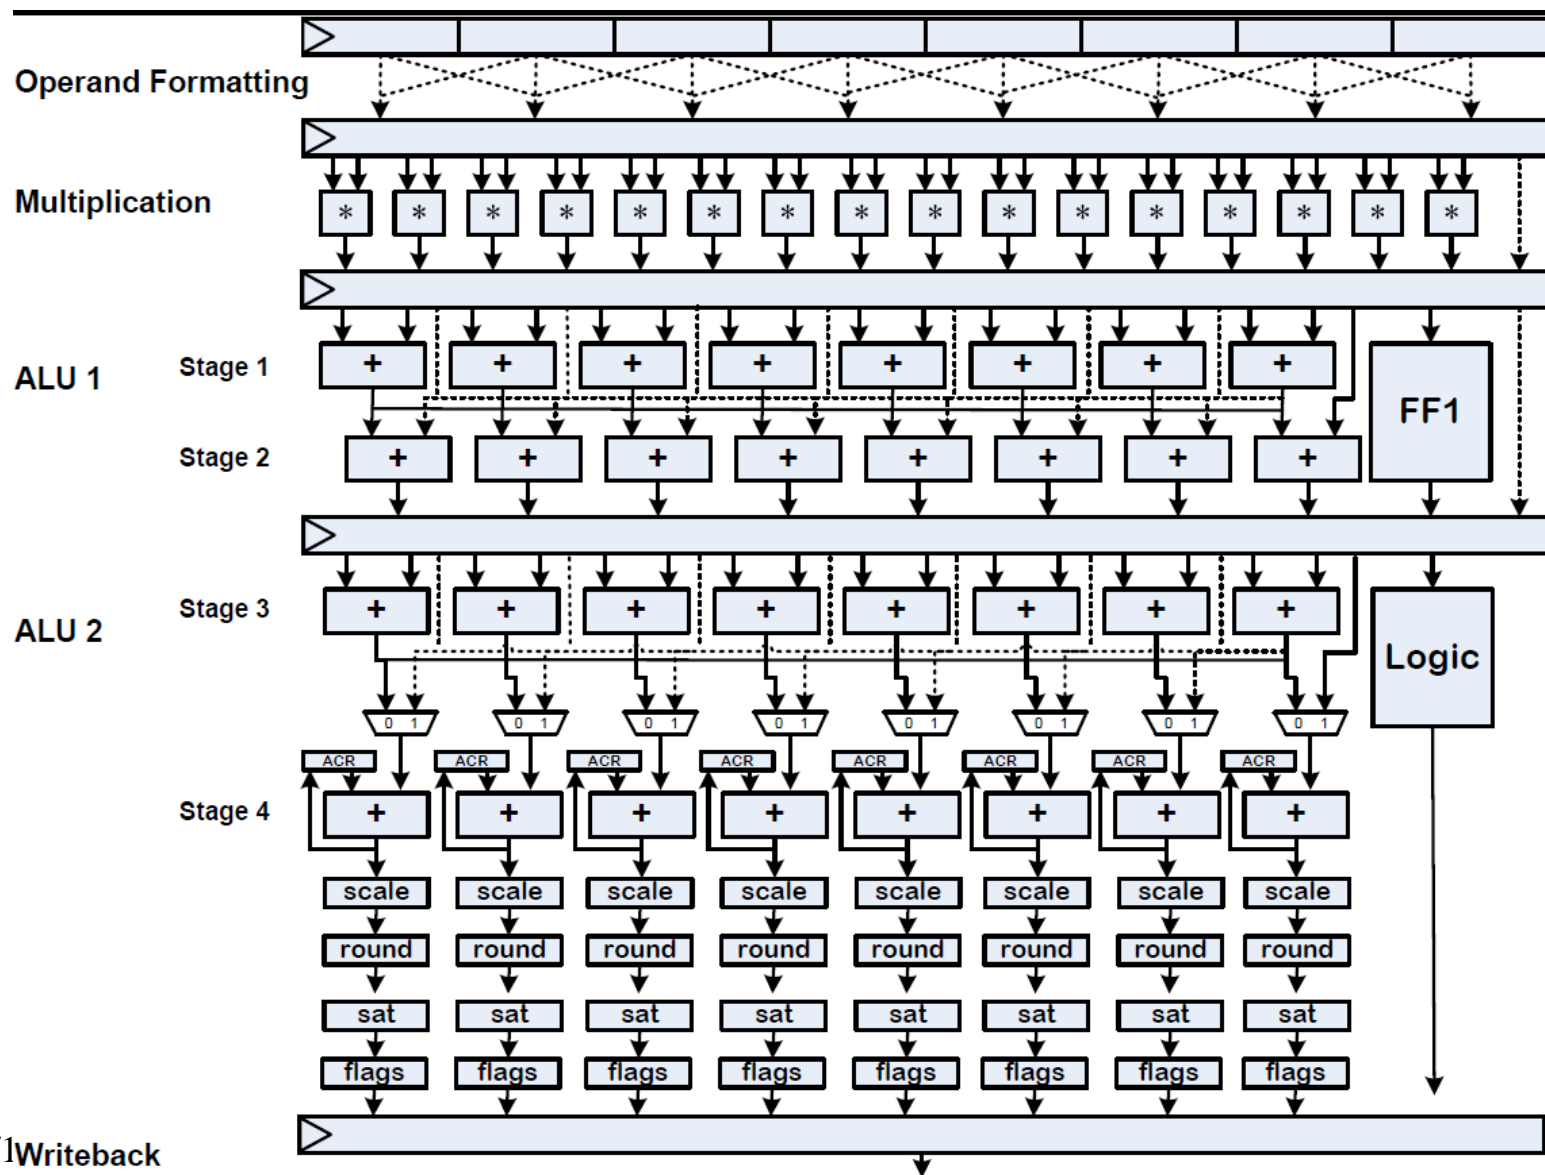 Operand Formatting
Multiplication
* * * * * * * * * * * * * * * *
ALU 1
Stage 1
+ + + + + + + +
FF1
Stage 2
+ + + + + + + +
ALU 2
Stage 3
+ + + + + + + +
Logic
0 1 0 1 0 1 0 1 0 1 0 1 0 1 0 1
ACR ACR ACR ACR ACR ACR ACR ACR
Stage 4
+ + + + + + + +
scale scale scale scale scale scale scale scale
round round round round round round round round
sat sat sat sat sat sat sat sat
flags flags flags flags flags flags flags flags
Writeback